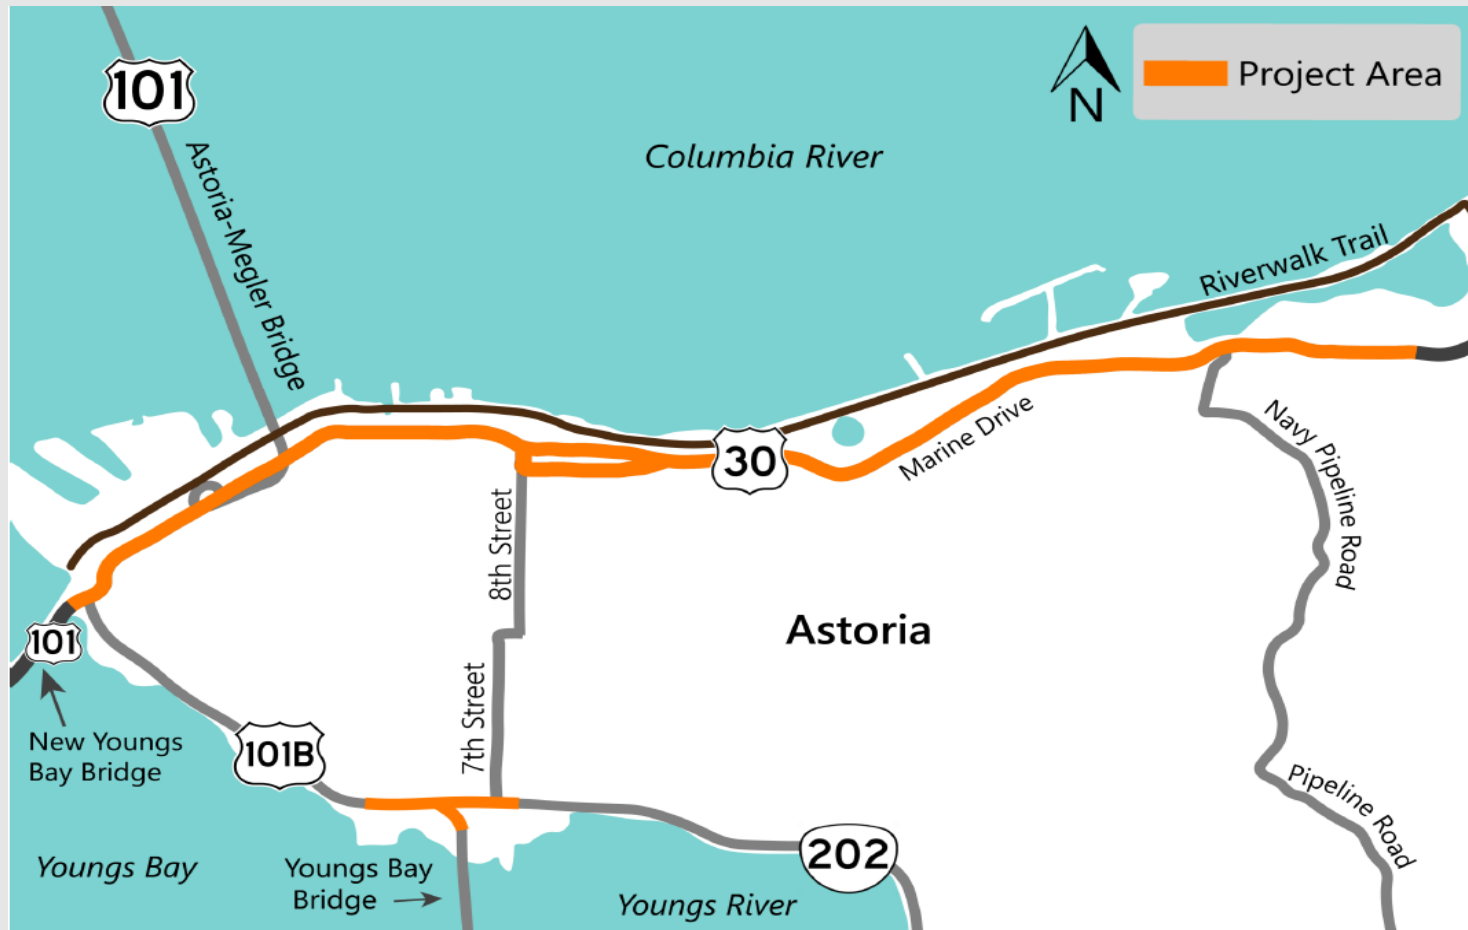 101
Project Area
N
Columbia River
Astoria-Megler Bridge
Riverwalk Trail
30
Marine Drive
Navy Pipeline Road
8th Street
Astoria
101
7th Street
New Youngs
Bay Bridge
101B
Pipeline Road
Youngs Bay
Youngs Bay
Bridge
202
Youngs River